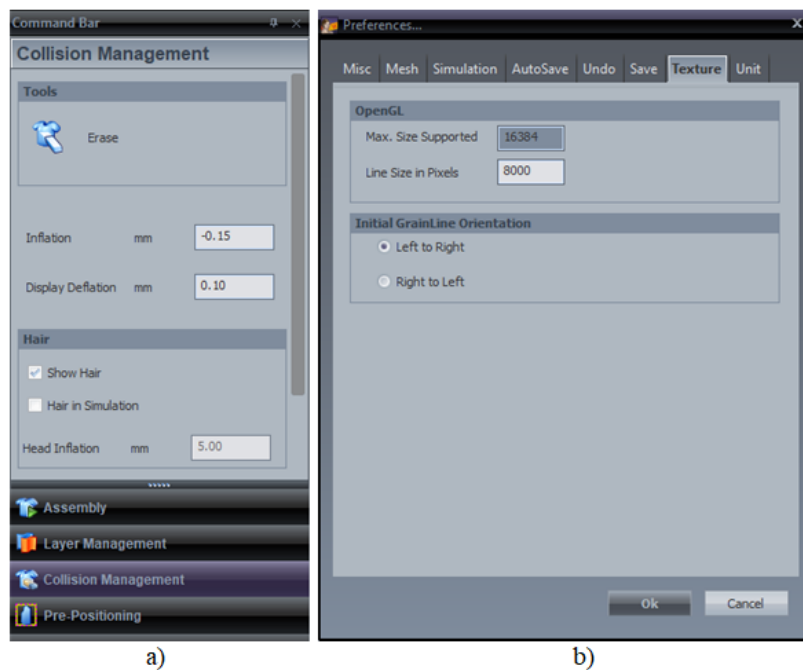 Command Bar
Collision Management
Tools
Erase
Inflation mm -0.15
Display Deflation mm 0.10
Hair
Show Hair
Hair in Simulation
Head Inflation mm 5.00
Assembly
Layer Management
Collision Management
Pre-Positioning
a)
Preferences...
Misc Mesh Simulation AutoSave Undo Save Texture Unit
OpenGL
Max. Size Supported 16384
Line Size in Pixels 8000
Initial GrainLine Orientation
Left to Right
Right to Left
Ok Cancel
b)